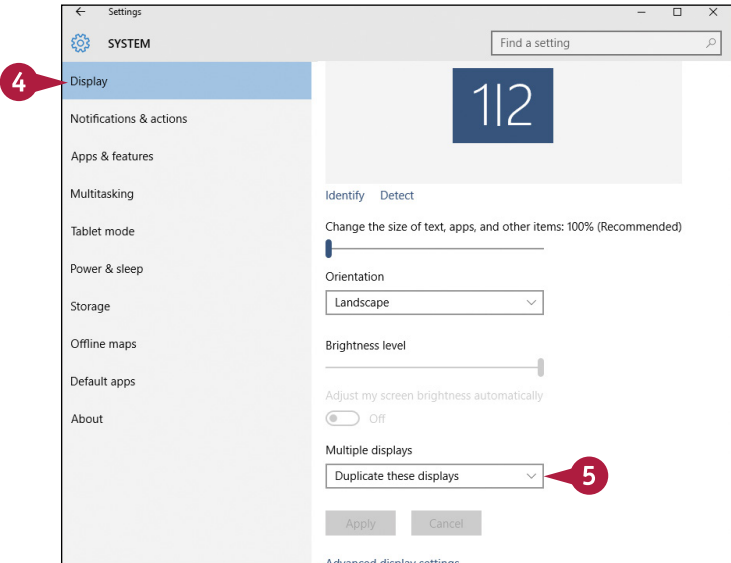 Settings
SYSTEM
Find a setting
4
Display
Notifications & actions
Apps & features
Multitasking
Tablet mode
Power & sleep
Storage
Offline maps
Default apps
About
1|2
Identify Detect
Change the size of text, apps, and other items: 100% (Recommended)
Orientation
Landscape
Brightness level
Adjust my screen brightness automatically
Off
Multiple displays
Duplicate these displays
5
Apply Cancel
Advanced display settings